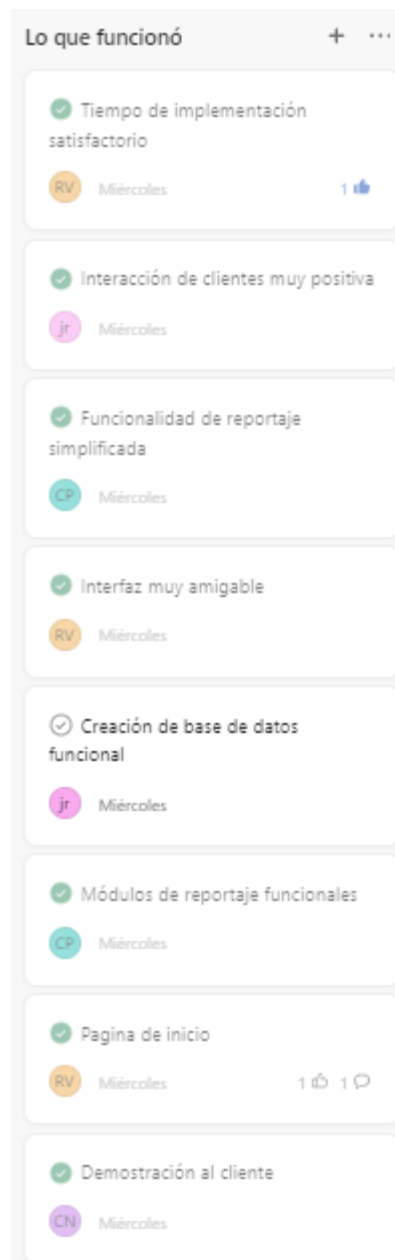 Lo que funcionó
Tiempo de implementación
satisfactorio
RV Miércoles 1
Interacción de clientes muy positiva
jr Miércoles
Funcionalidad de reportaje
simplificada
CP Miércoles
Interfaz muy amigable
RV Miércoles
Creación de base de datos
funcional
jr Miércoles
Módulos de reportaje funcionales
CP Miércoles
Pagina de inicio
RV Miércoles 1 1
Demostración al cliente
CN Miércoles